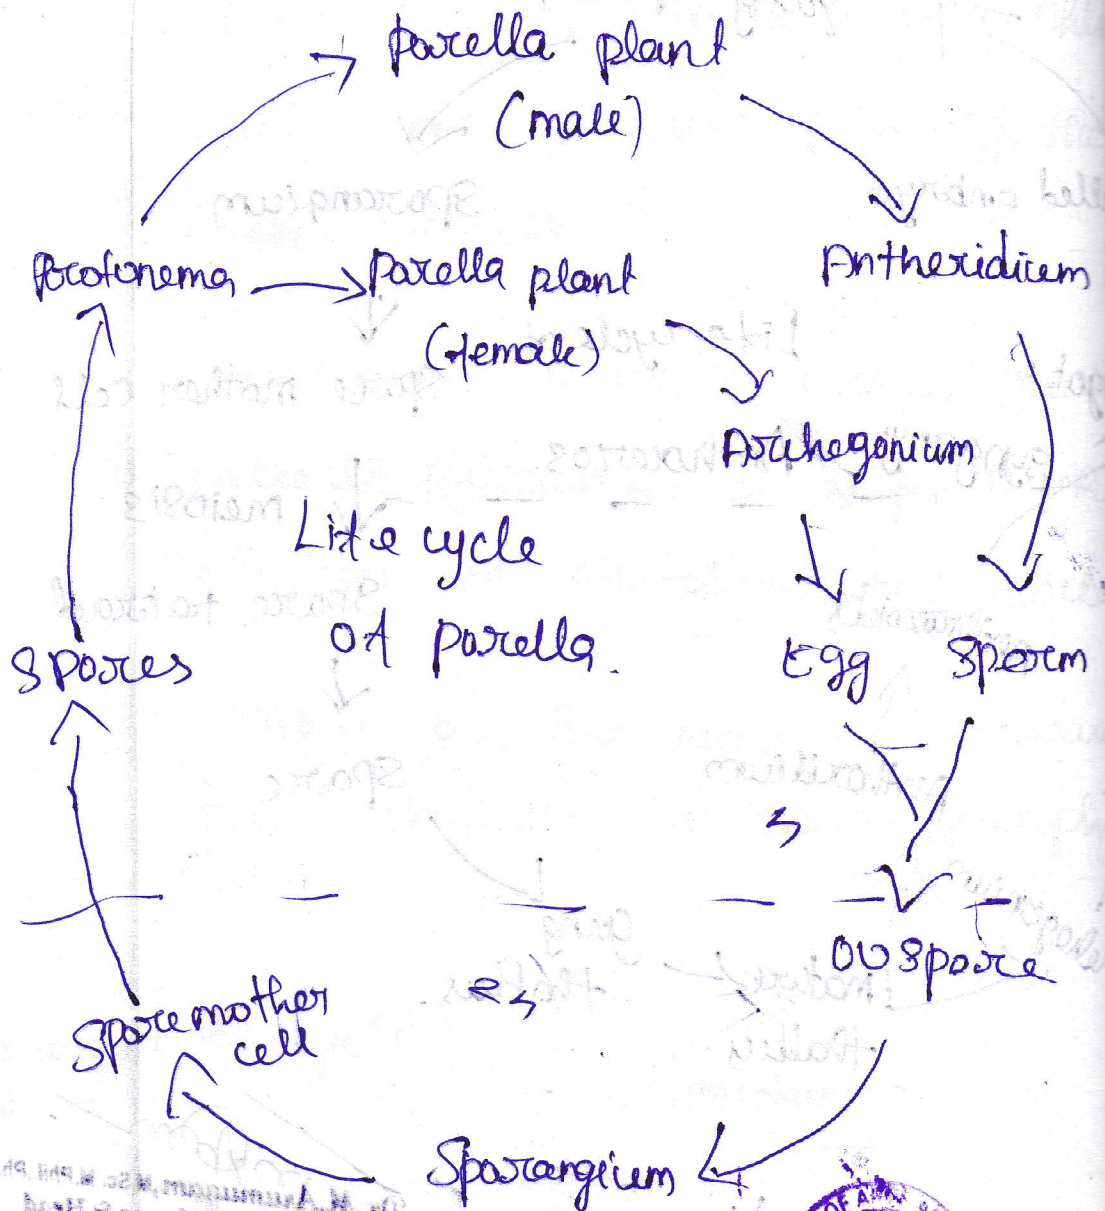 Porella plant
(male)
Protonema
Porella plant
(female)
Antheridium
Archegonium
Life cycle
Of porella.
Egg
Sperm
Spores
Oospore
Sporemother
cell
Sporangium